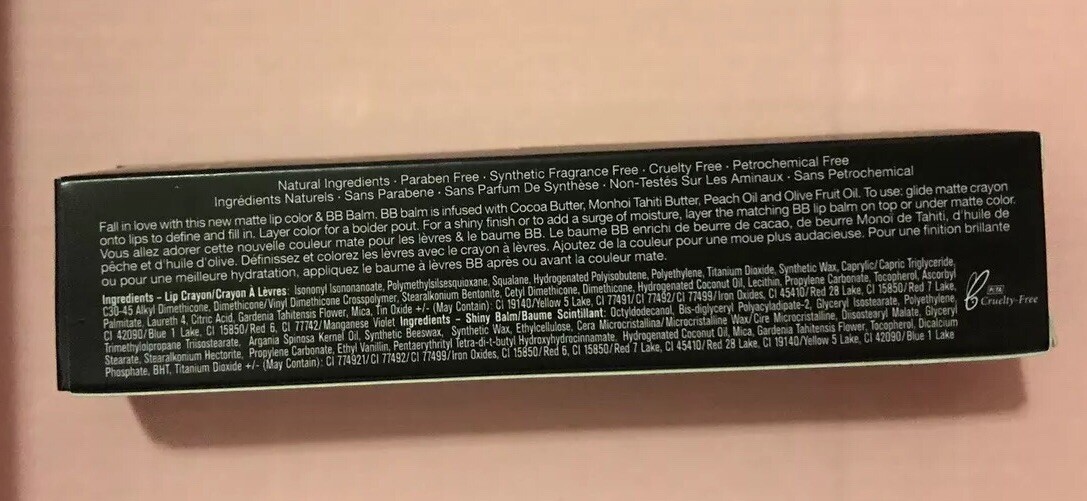 Natural Ingredients · Paraben Free · Synthetic Fragrance Free · Cruelty Free · Petrochemical Free
Ingrédients Naturels · Sans Parabene · Sans Parfum De Synthèse · Non-Testés Sur Les Aminaux · Sans Petrochemical
Fall in love with this new matte lip color & BB Balm. BB balm is infused with Cocoa Butter, Monhoi Tahiti Butter, Peach Oil and Olive Fruit Oil. To use: glide matte crayon
onto lips to define and fill in. Layer color for a bolder pout. For a shiny finish or to add a surge of moisture, layer the matching BB lip balm on top or under matte color.
Vous allez adorer cette nouvelle couleur mate pour les lèvres & le baume BB. Le baume BB enrichi de beurre de cacao, de beurre Monoï de Tahiti, d'huile de
pêche et d'huile d'olive. Définissez et colorez les lèvres avec le crayon à lèvres. Ajoutez de la couleur pour une moue plus audacieuse. Pour une finition brillante
ou pour une meilleure hydratation, appliquez le baume à lèvres BB après ou avant la couleur mate.
Ingredients – Lip Crayon/Crayon À Lèvres: Isononyl Isononanoate, Polymethylsilsesquioxane, Squalane, Hydrogenated Polyisobutene, Polyethylene, Titanium Dioxide, Synthetic Wax, Caprylic/Capric Triglyceride,
C30-45 Alkyl Dimethicone, Dimethicone/Vinyl Dimethicone Crosspolymer, Stearalkonium Bentonite, Cetyl Dimethicone, Dimethicone, Hydrogenated Coconut Oil, Lecithin, Propylene Carbonate, Tocopherol, Ascorbyl
Palmitate, Laureth 4, Citric Acid, Gardenia Tahitensis Flower, Mica, Tin Oxide +/- (May Contain): CI 19140/Yellow 5 Lake, CI 77491/CI 77492/CI 77499/Iron Oxides, CI 45410/Red 28 Lake, CI 15850/Red 7 Lake,
CI 42090/Blue 1 Lake, CI 15850/Red 6, CI 77742/Manganese Violet Ingredients – Shiny Balm/Baume Scintillant: Octyldodecanol, Bis-diglyceryl Polyacyladipate-2, Glyceryl Isostearate, Polyethylene,
Trimethylolpropane Triisostearate, Argania Spinosa Kernel Oil, Synthetic Beeswax, Synthetic Wax, Ethylcellulose, Cera Microcristallina/Microcristalline Wax/Cire Microcristalline, Diisostearyl Malate, Glyceryl
Stearate, Stearalkonium Hectorite, Propylene Carbonate, Ethyl Vanillin, Pentaerythrityl Tetra-di-t-butyl Hydroxyhydrocinnamate, Hydrogenated Coconut Oil, Mica, Gardenia Tahitensis Flower, Tocopherol, Dicalcium
Phosphate, BHT, Titanium Dioxide +/- (May Contain): CI 77491/CI 77492/CI 77499/Iron Oxides, CI 15850/Red 6, CI 15850/Red 7 Lake, CI 45410/Red 28 Lake, CI 19140/Yellow 5 Lake, CI 42090/Blue 1 Lake
Cruelty-Free